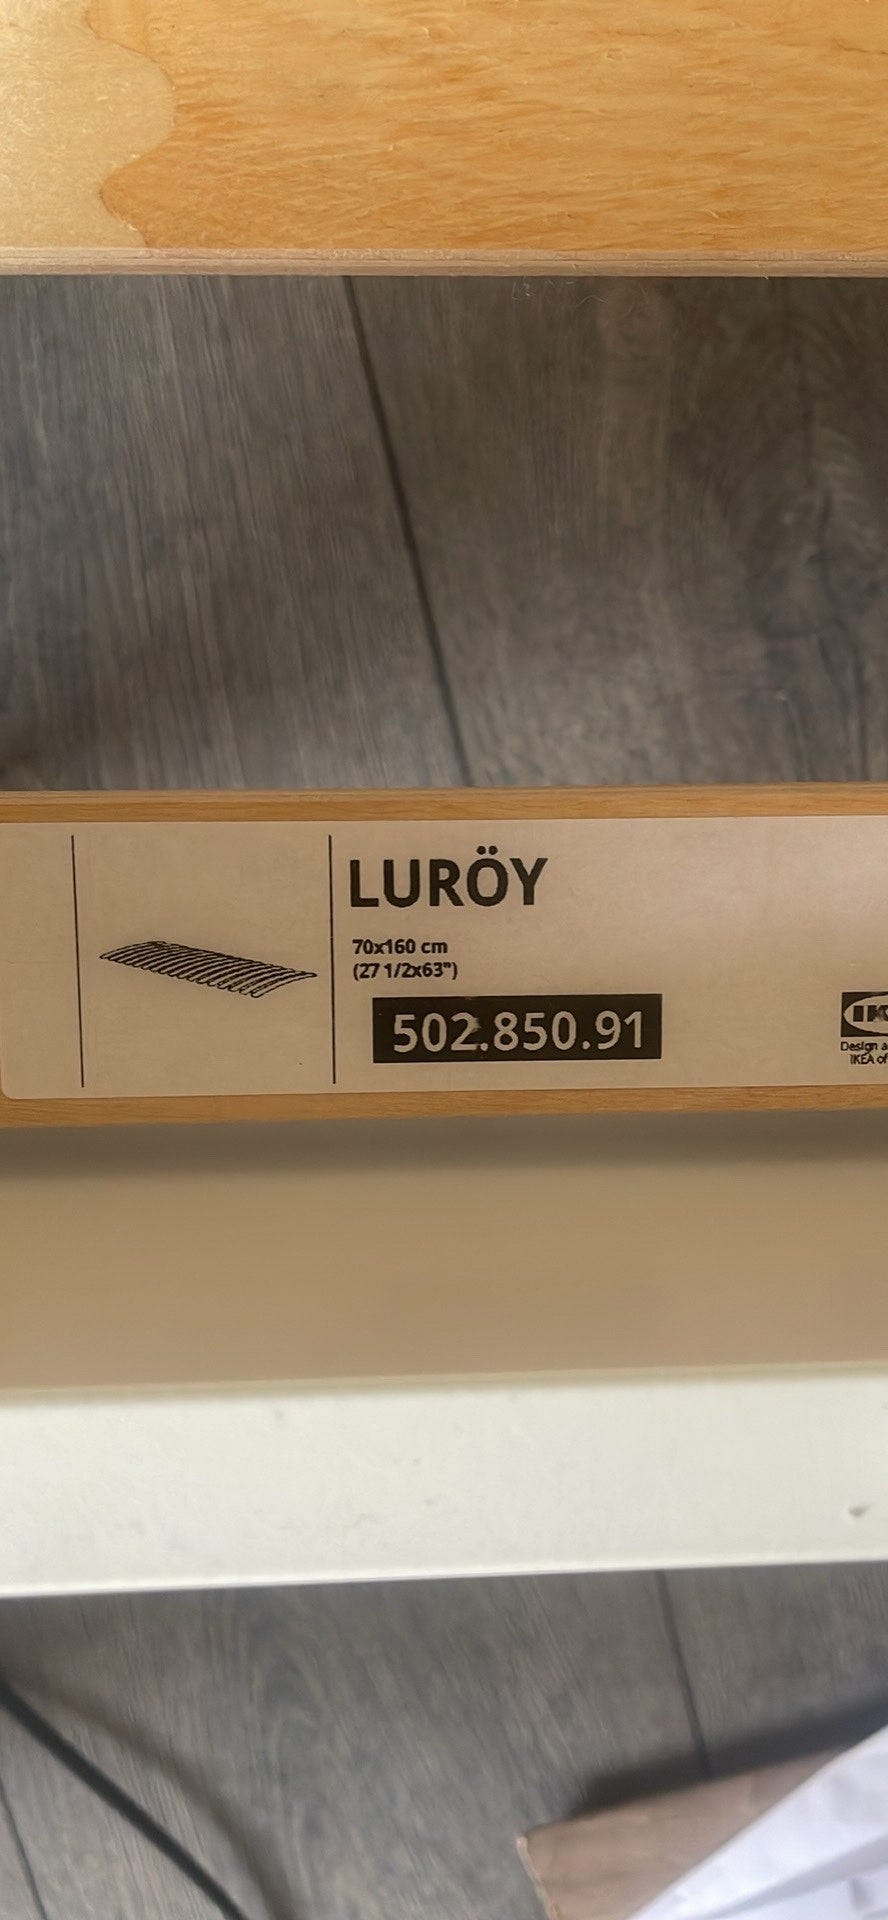 LURÖY
70x160 cm
(27 1/2x63")
502.850.91
Design a
IKEA of